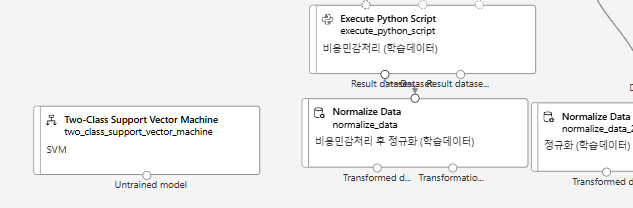 Execute Python Script
execute_python_script
비용민감처리 (학습데이터)
Result datase...
Dataset
Result datase...
Two-Class Support Vector Machine
two_class_support_vector_machine
SVM
Untrained model
Normalize Data
normalize_data
비용민감처리 후 정규화 (학습데이터)
Transformed d...
Transformatio...
Normalize Data
normalize_data_2
정규화 (학습데이터)
Transformed d